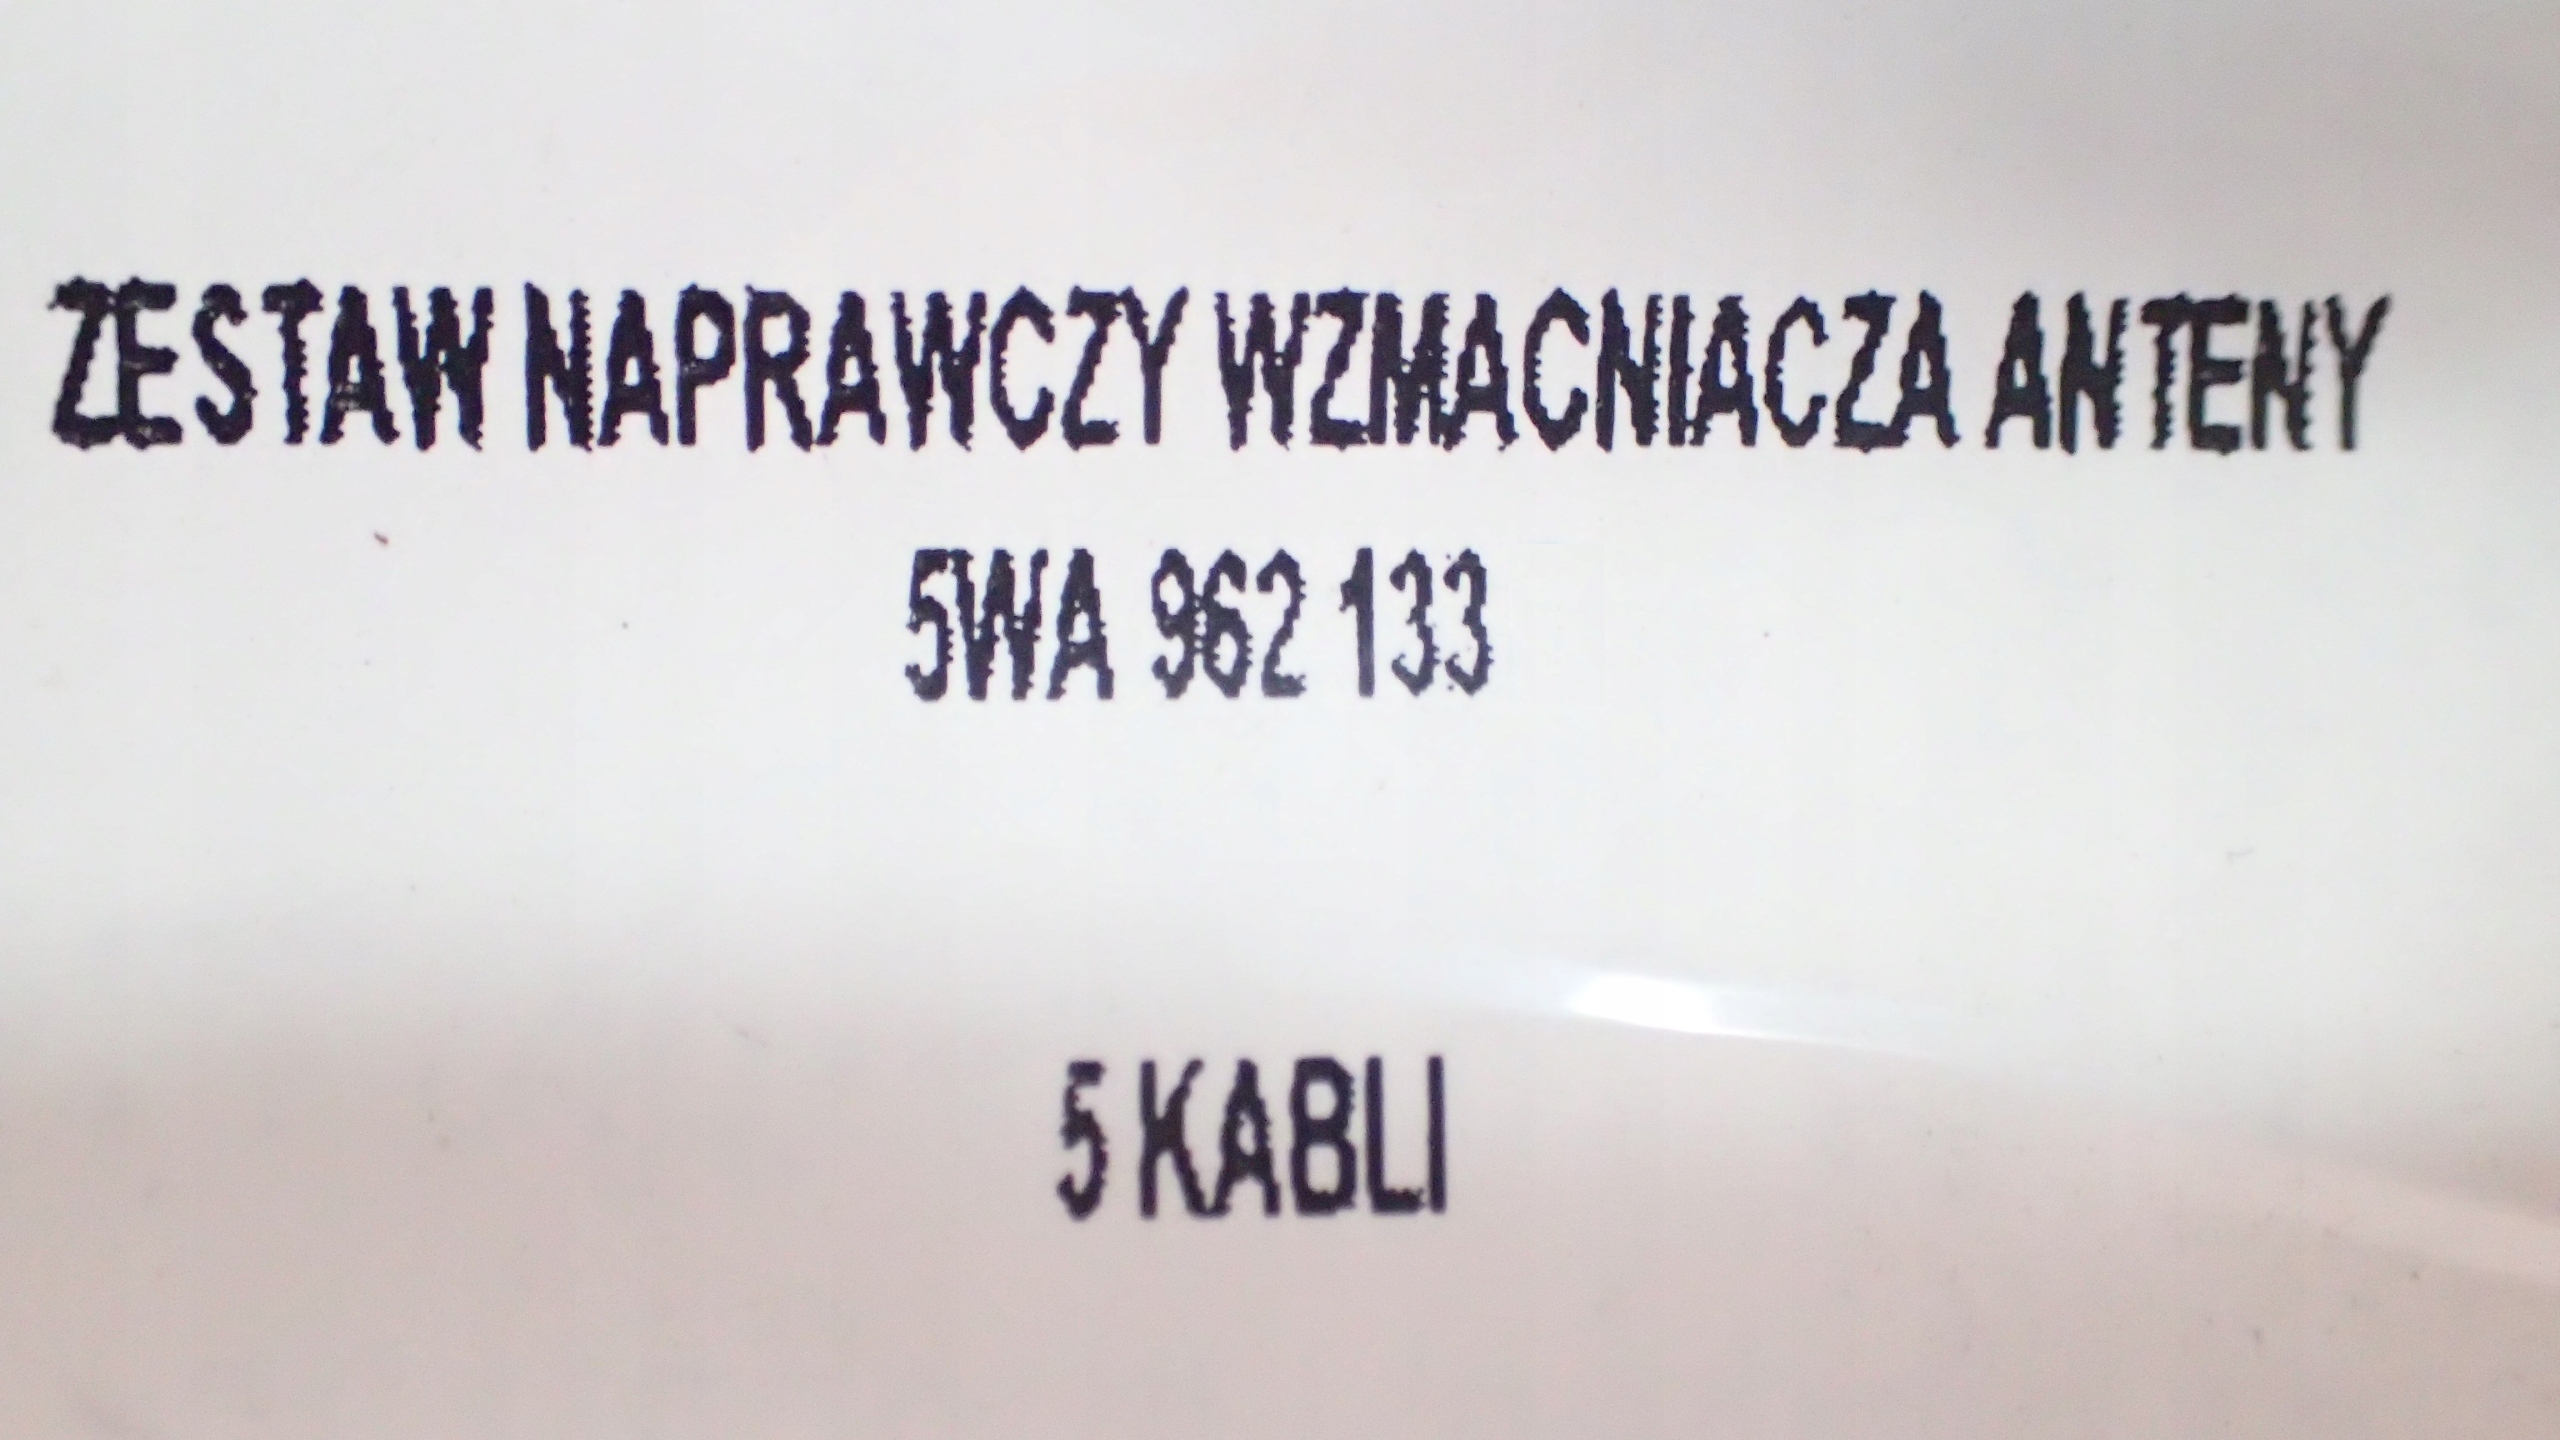 ZESTAW NAPRAWCZY WZMACNIACZA ANTENY
5WA 962 133
5 KABLI